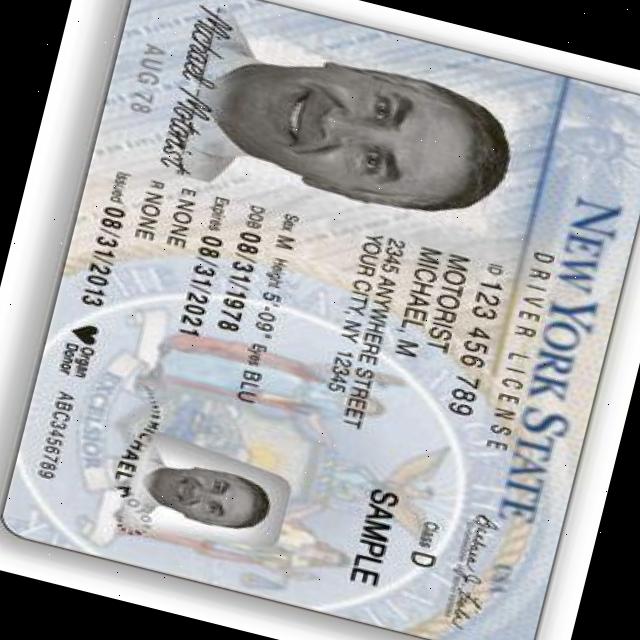 NEW YORK STATE
DRIVER LICENSE
ID 123 456 789
Class D
MOTORIST
MICHAEL, M
2345 ANYWHERE STREET
YOUR CITY, NY 12345
SAMPLE
Sex M Height 5-09" Eyes BLU
DOB 08/31/1978
Expires 08/31/2021
E NONE
R NONE
Issued 08/31/2013
Michael Motorist
AUG 78
Organ
Donor
ABC3456789
EXCELSIOR